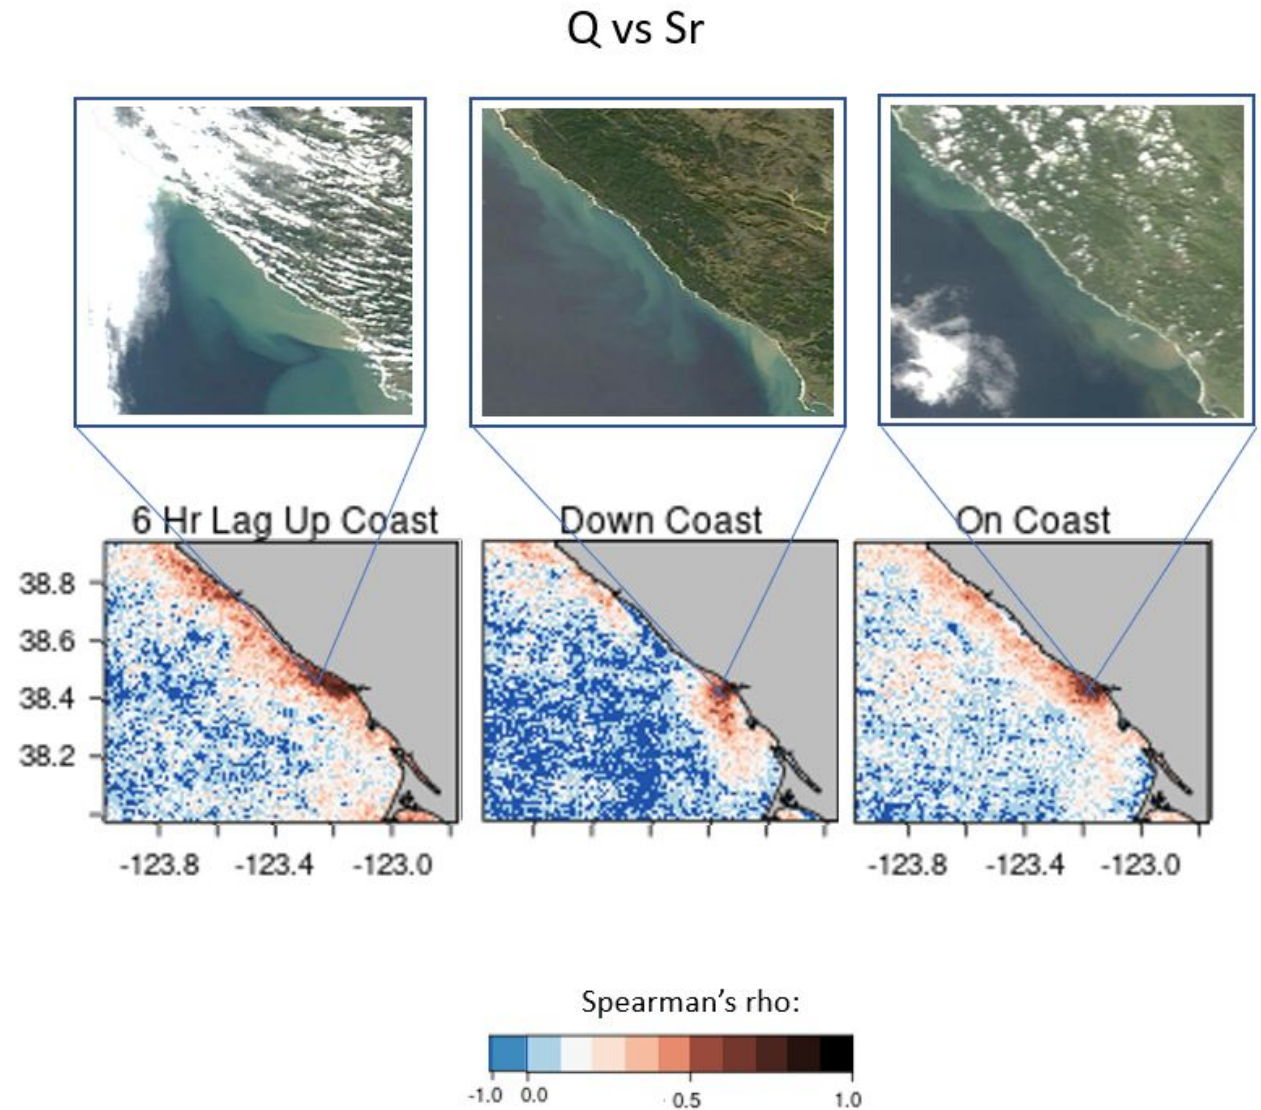 Q vs Sr
6 Hr Lag Up Coast
Down Coast
On Coast
38.8
38.6
38.4
38.2
-123.8 -123.4 -123.0
-123.8 -123.4 -123.0
Spearman's rho:
-1.0 0.0 0.5 1.0